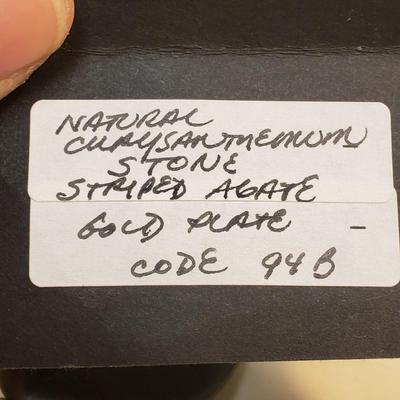 NATURAL
CHRYSANTHEMUM
STONE
STRIPED AGATE
GOLD PLATE -
CODE 94B